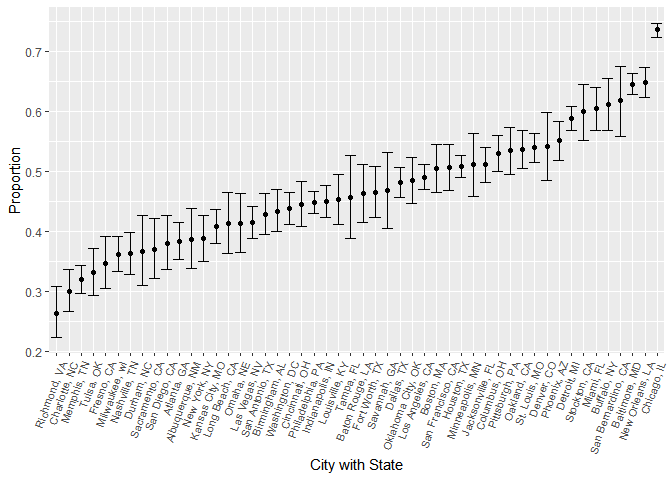 0.7
0.6
0.5
0.4
0.3
0.2
Proportion
Richmond, VA
Charlotte, NC
Memphis, TN
Tulsa, OK
Fresno, CA
Milwaukee, wI
Nashville, TN
Durham, NC
Sacramento, CA
San Diego, CA
Atlanta, GA
Albuquerque, NM
New York, NY
Kansas City, MO
Long Beach, CA
Omaha, NE
Las Vegas, NV
San Antonio, TX
Birmingham, AL
Washington, DC
Cincinnati, OH
Philadelphia, PA
Indianapolis, IN
Louisville, KY
Tampa, FL
Baton Rouge, LA
Fort Worth, TX
Savannah, GA
Dallas, TX
Oklahoma City, OK
Los Angeles, CA
Boston, MA
San Francisco, CA
Houston, TX
Minneapolis, MN
Jacksonville, FL
Columbus, OH
Pittsburgh, PA
Oakland, CA
St. Louis, MO
Denver, CO
Phoenix, AZ
Detroit, MI
Stockton, CA
Miami, FL
Buffalo, NY
San Bernardino, CA
Baltimore, MD
New Orleans, LA
Chicago, IL
City with State